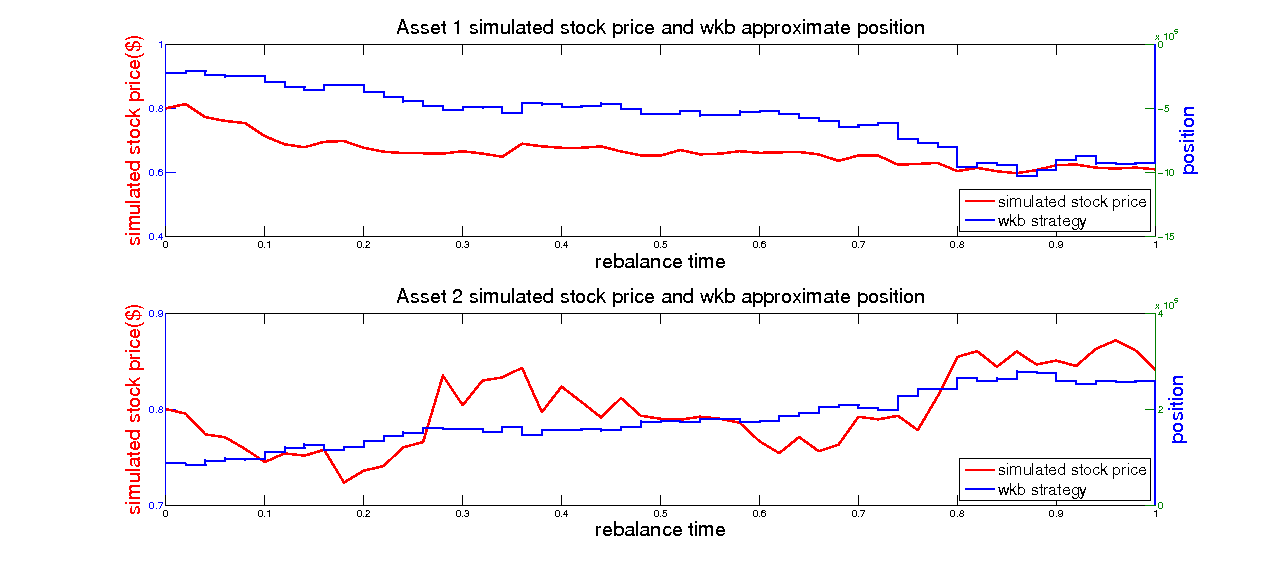 Asset 1 simulated stock price and wkb approximate position
simulated stock price($)
1
0.8
0.6
0.4
x 10^5
0
-5
-10
-15
position
simulated stock price
wkb strategy
0 0.1 0.2 0.3 0.4 0.5 0.6 0.7 0.8 0.9 1
rebalance time
Asset 2 simulated stock price and wkb approximate position
simulated stock price($)
0.9
0.8
0.7
x 10^5
4
2
0
position
simulated stock price
wkb strategy
0 0.1 0.2 0.3 0.4 0.5 0.6 0.7 0.8 0.9 1
rebalance time